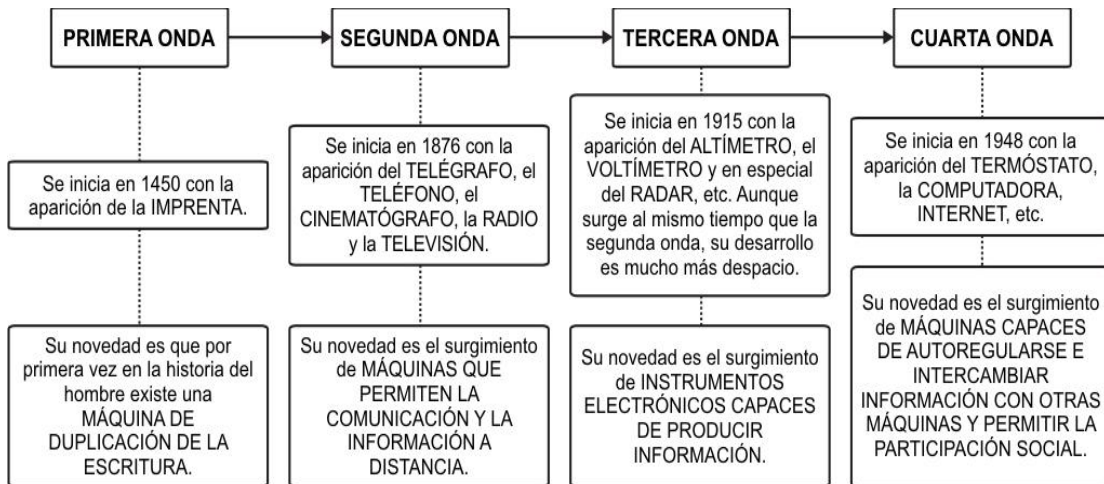 PRIMERA ONDA
SEGUNDA ONDA
TERCERA ONDA
CUARTA ONDA
Se inicia en 1450 con la
aparición de la IMPRENTA.
Se inicia en 1876 con la
aparición del TELÉGRAFO, el
TELÉFONO, el
CINEMATÓGRAFO, la RADIO
y la TELEVISIÓN.
Se inicia en 1915 con la
aparición del ALTÍMETRO, el
VOLTÍMETRO y en especial
del RADAR, etc. Aunque
surge al mismo tiempo que la
segunda onda, su desarrollo
es mucho más despacio.
Se inicia en 1948 con la
aparición del TERMÓSTATO,
la COMPUTADORA,
INTERNET, etc.
Su novedad es que por
primera vez en la historia del
hombre existe una
MÁQUINA DE
DUPLICACIÓN DE LA
ESCRITURA.
Su novedad es el surgimiento
de MÁQUINAS QUE
PERMITEN LA
COMUNICACIÓN Y LA
INFORMACIÓN A
DISTANCIA.
Su novedad es el surgimiento
de INSTRUMENTOS
ELECTRÓNICOS CAPACES
DE PRODUCIR
INFORMACIÓN.
Su novedad es el surgimiento
de MÁQUINAS CAPACES
DE AUTOREGULARSE E
INTERCAMBIAR
INFORMACIÓN CON OTRAS
MÁQUINAS Y PERMITIR LA
PARTICIPACIÓN SOCIAL.